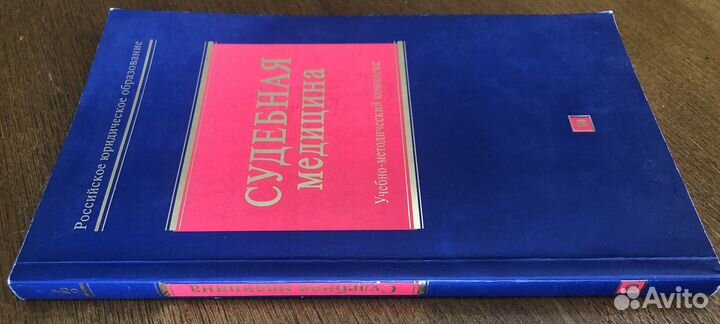 Российское юридическое образование
СУДЕБНАЯ
медицина
Учебно-методический комплекс
Судебная медицина
Avito